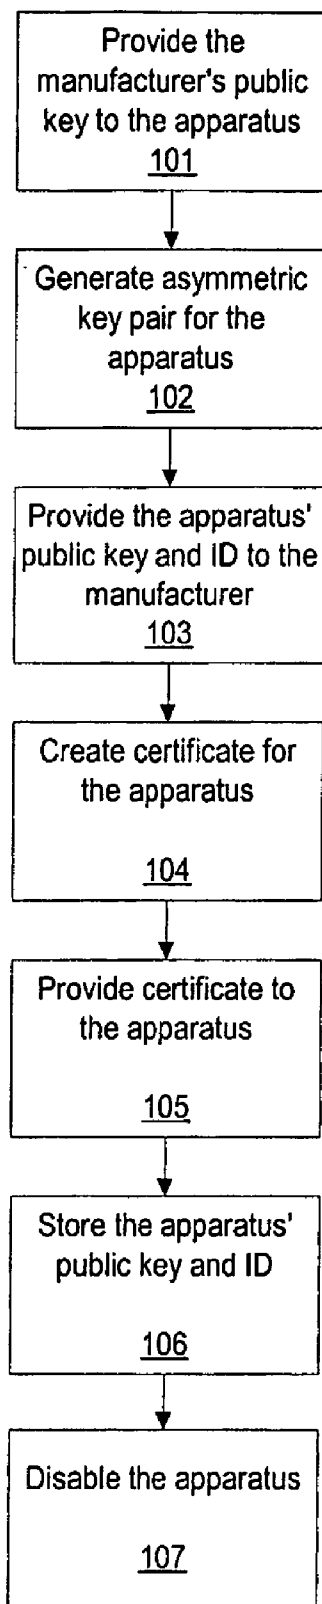 Provide the
manufacturer's public
key to the apparatus
101
Generate asymmetric
key pair for the
apparatus
102
Provide the apparatus'
public key and ID to the
manufacturer
103
Create certificate for
the apparatus
104
Provide certificate to
the apparatus
105
Store the apparatus'
public key and ID
106
Disable the apparatus
107